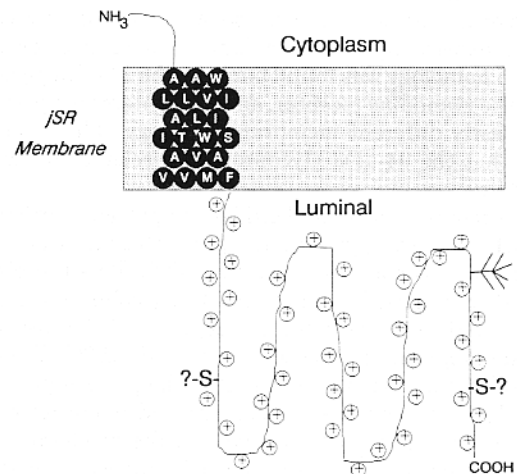 NH3
Cytoplasm
A A W
L L V I
A L I
I T W S
A V A
V V M F
jSR
Membrane
Luminal
+ + + + + + + + + + + + + + + + + + + + + + + + + + + + + + + + + + + + + + + + + + + + +
?-S-
-S-?
COOH